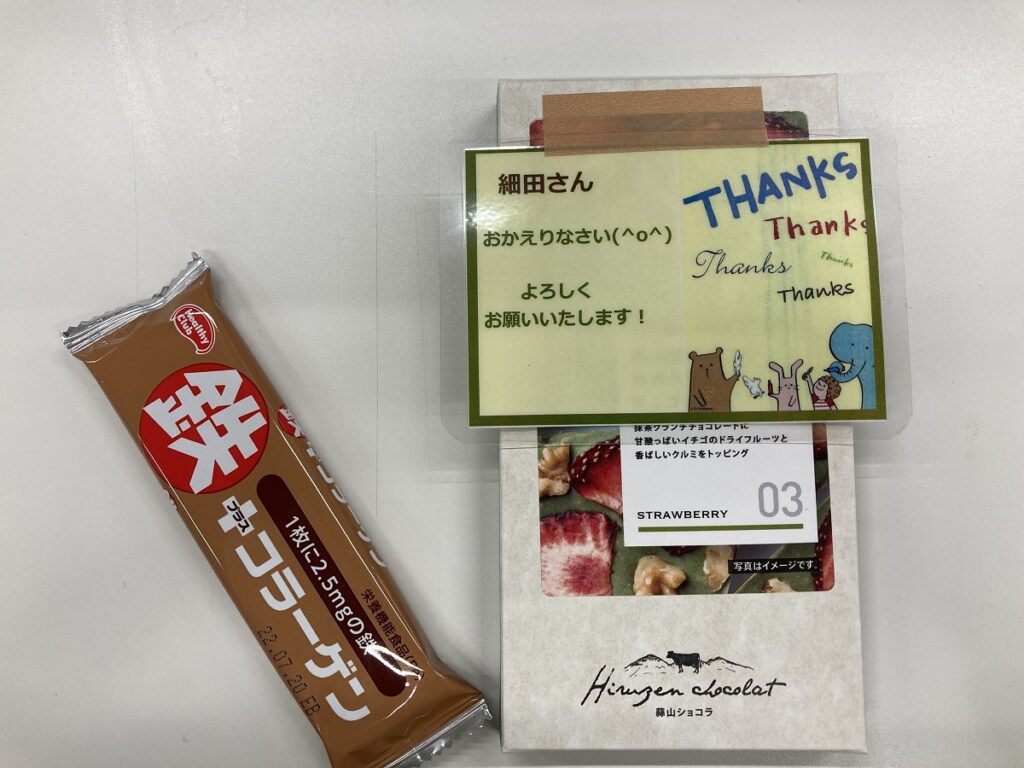 細田さん
おかえりなさい(^o^)
よろしく
お願いいたします！
THANKS
Thanks
Thanks
Thanks
Thanks
抹茶クランチチョコレートに
甘酸っぱいイチゴのドライフルーツと
香ばしいクルミをトッピング
03
STRAWBERRY
写真はイメージです。
Hiruzen chocolat
蒜山ショコラ
Healthy
Club
鉄
プラス
+コラーゲン
1枚に2.5mgの鉄
栄養機能食品
22.07.20 EB